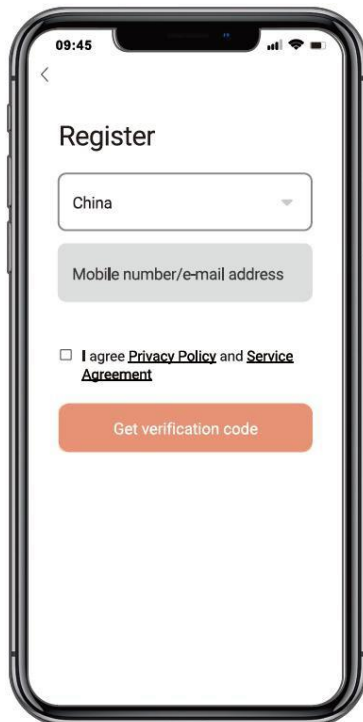 09:45
Register
China
Mobile number/e-mail address
I agree Privacy Policy and Service
Agreement
Get verification code